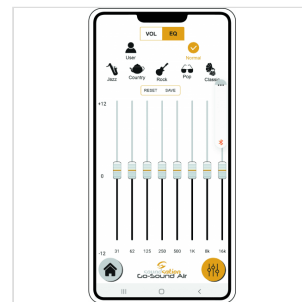 VOL EQ
User Normal
Jazz Country Rock Pop Classic
RESET SAVE
+12
0
-12
31 62 125 250 500 1K 8k 16k
soundsation
Go-Sound Air